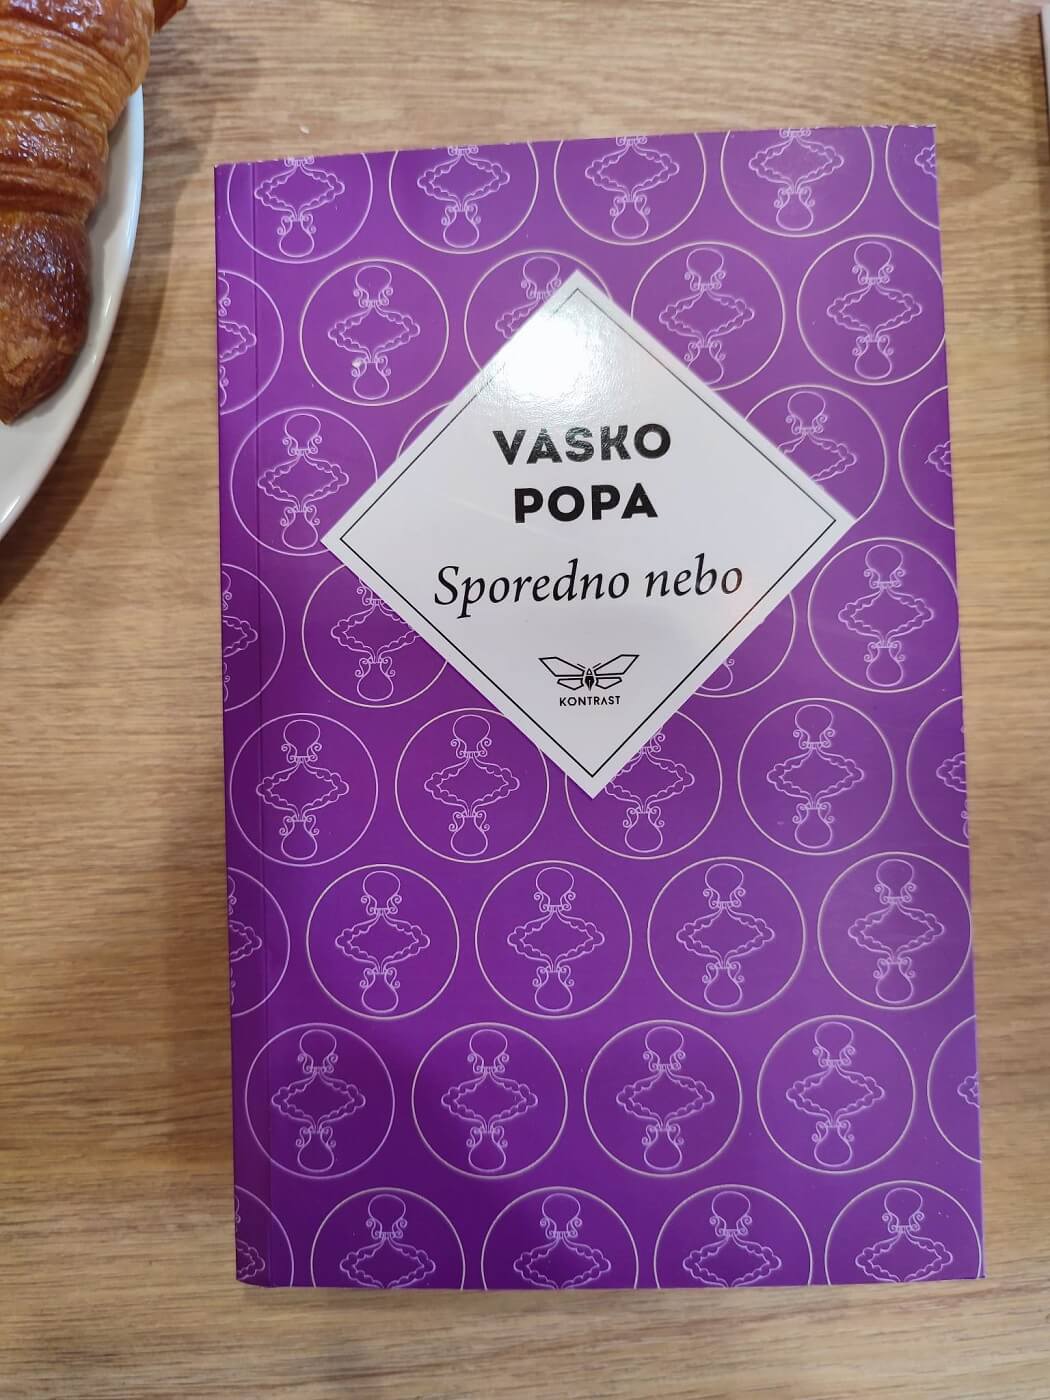 VASKO
POPA
Sporedno nebo
KONTRAST